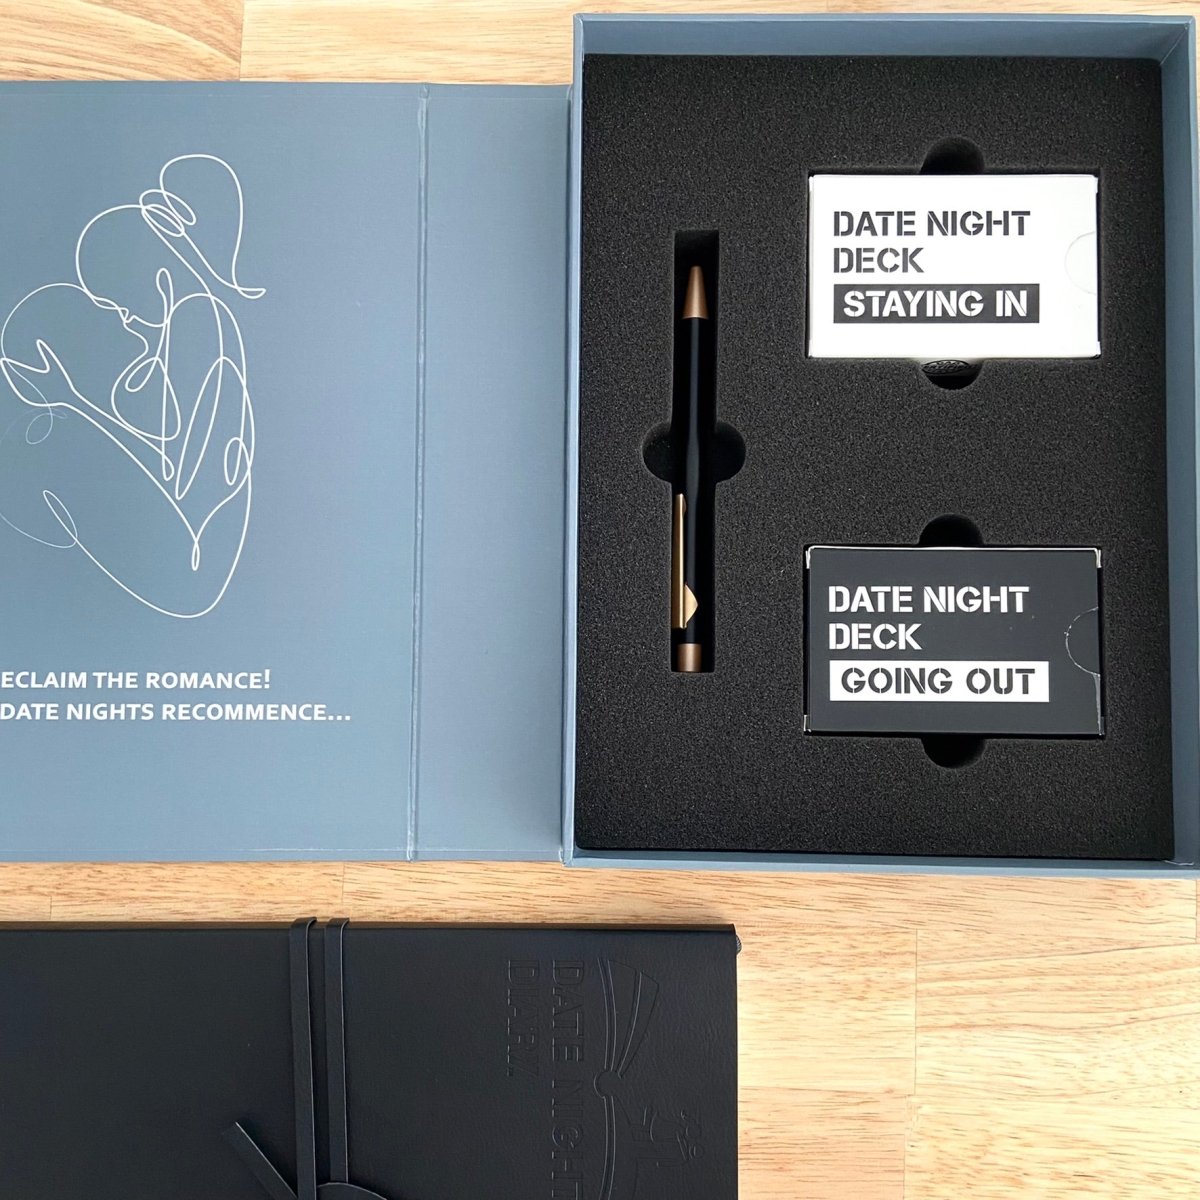 ECLAIM THE ROMANCE!
DATE NIGHTS RECOMMENCE...
DATE NIGHT
DECK
STAYING IN
DATE NIGHT
DECK
GOING OUT
DATE NIGHT
DIARY.